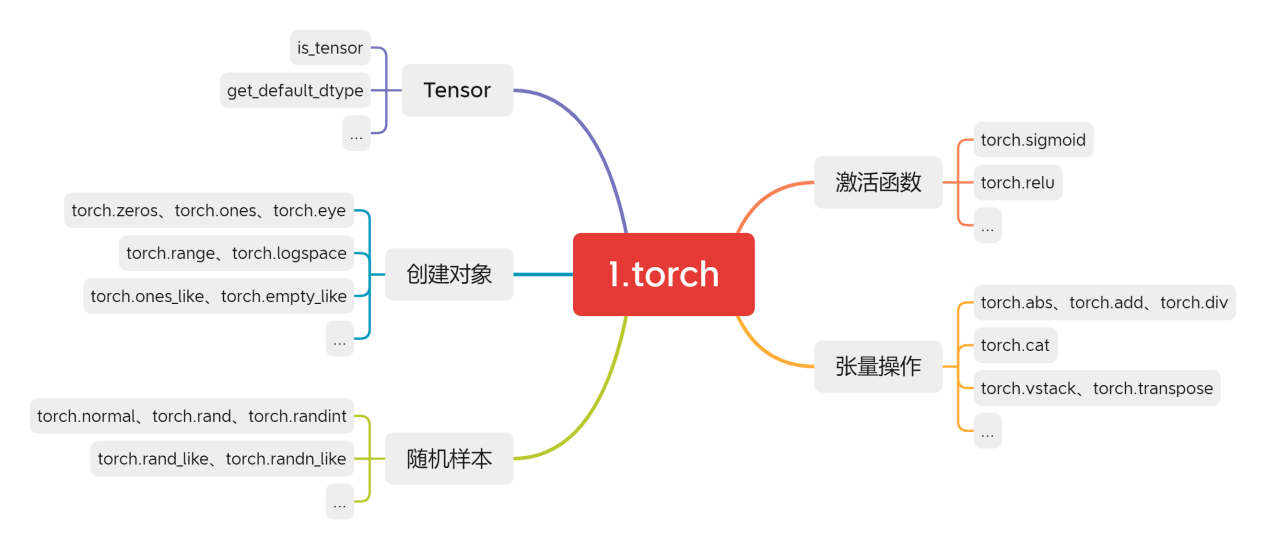 1.torch
Tensor
is_tensor
get_default_dtype
...
创建对象
torch.zeros、torch.ones、torch.eye
torch.range、torch.logspace
torch.ones_like、torch.empty_like
...
随机样本
torch.normal、torch.rand、torch.randint
torch.rand_like、torch.randn_like
...
激活函数
torch.sigmoid
torch.relu
...
张量操作
torch.abs、torch.add、torch.div
torch.cat
torch.vstack、torch.transpose
...